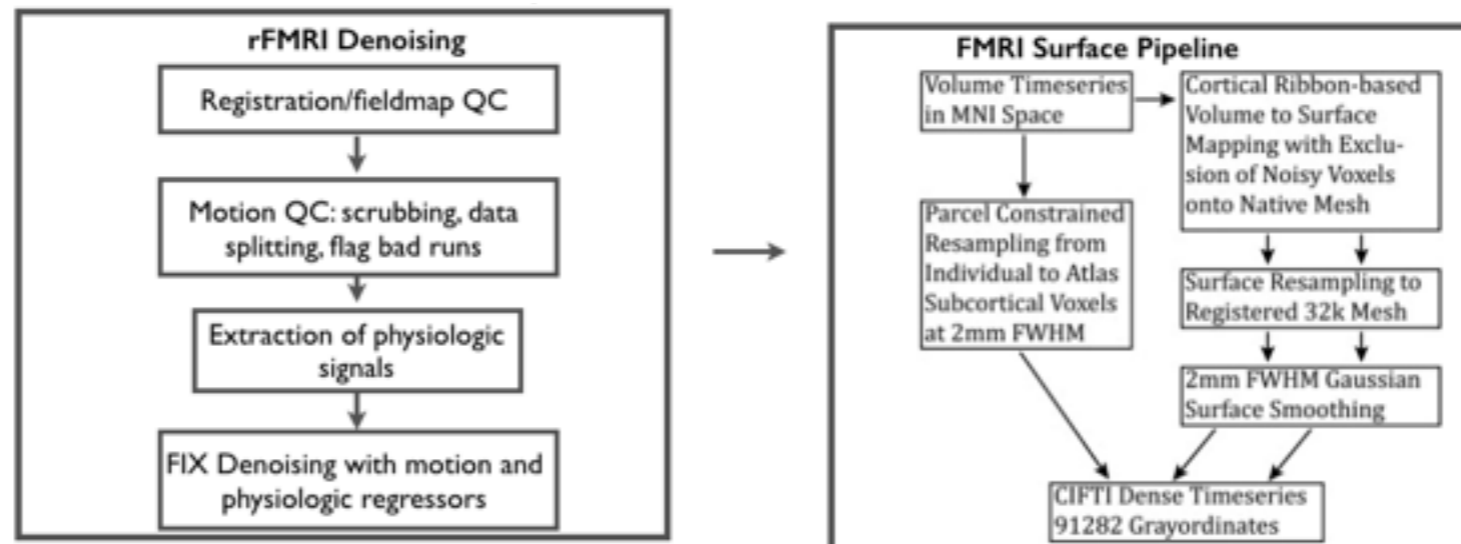 rFMRI Denoising
Registration/fieldmap QC
Motion QC: scrubbing, data
splitting, flag bad runs
Extraction of physiologic
signals
FIX Denoising with motion and
physiologic regressors
FMRI Surface Pipeline
Volume Timeseries
in MNI Space
Cortical Ribbon-based
Volume to Surface
Mapping with Exclu-
sion of Noisy Voxels
onto Native Mesh
Parcel Constrained
Resampling from
Individual to Atlas
Subcortical Voxels
at 2mm FWHM
Surface Resampling to
Registered 32k Mesh
2mm FWHM Gaussian
Surface Smoothing
CIFTI Dense Timeseries
91282 Grayordinates